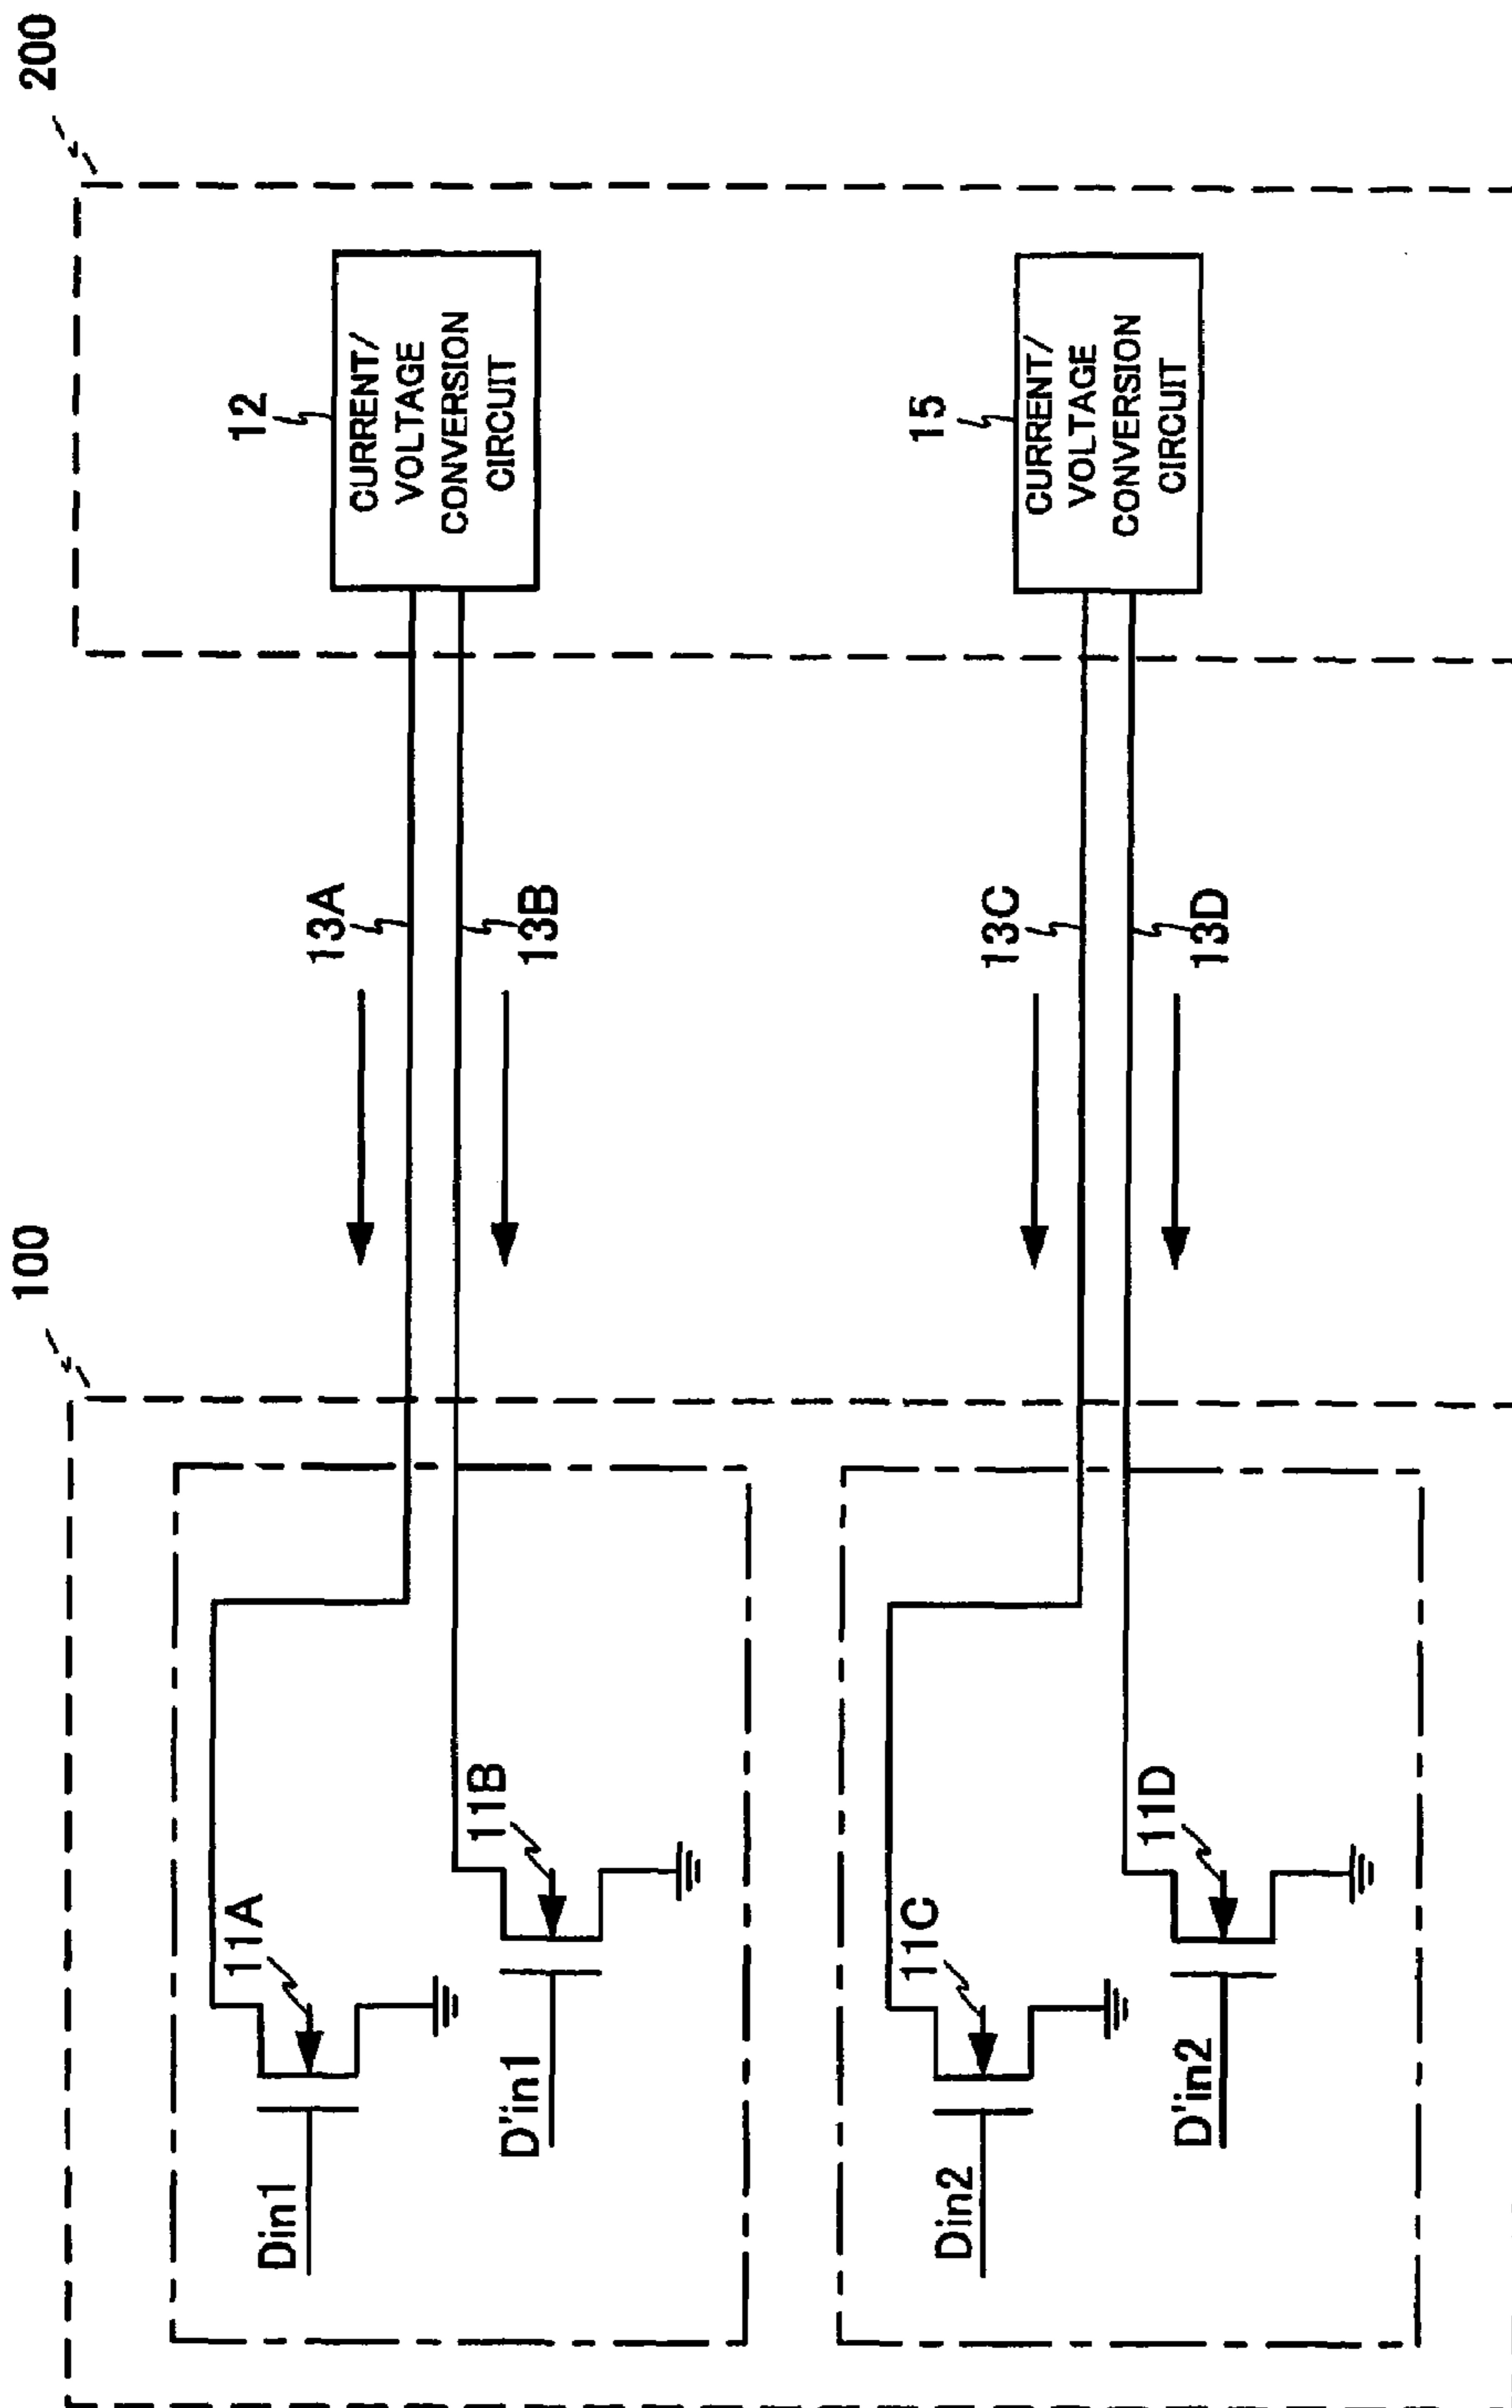 100
200
11A
Din1
11B
D'in1
13A
13B
12
CURRENT/
VOLTAGE
CONVERSION
CIRCUIT
11C
Din2
11D
D'in2
13C
13D
15
CURRENT/
VOLTAGE
CONVERSION
CIRCUIT